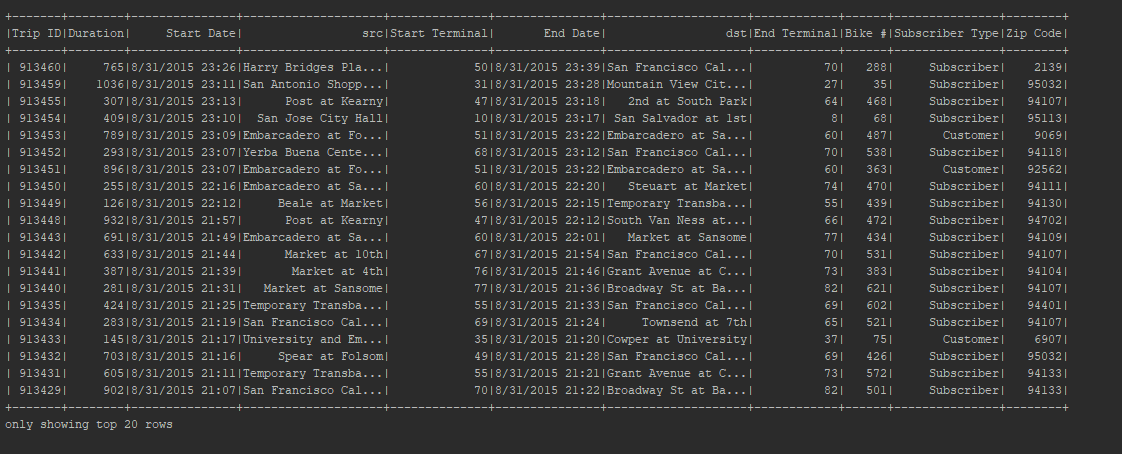 +-------+--------+---------------+--------------------+--------------+---------------+--------------------+------------+------+---------------+--------+
|Trip ID|Duration|     Start Date|                 src|Start Terminal|       End Date|                 dst|End Terminal|Bike #|Subscriber Type|Zip Code|
+-------+--------+---------------+--------------------+--------------+---------------+--------------------+------------+------+---------------+--------+
| 913460|     765|8/31/2015 23:26|Harry Bridges Pla...|            50|8/31/2015 23:39|San Francisco Cal...|          70|   288|     Subscriber|    2139|
| 913459|    1036|8/31/2015 23:11|San Antonio Shopp...|            31|8/31/2015 23:28|Mountain View Cit...|          27|    35|     Subscriber|   95032|
| 913455|     307|8/31/2015 23:13|      Post at Kearny|            47|8/31/2015 23:18|   2nd at South Park|          64|   468|     Subscriber|   94107|
| 913454|     409|8/31/2015 23:10|  San Jose City Hall|            10|8/31/2015 23:17| San Salvador at 1st|           8|    68|     Subscriber|   95113|
| 913453|     789|8/31/2015 23:09|Embarcadero at Fo...|            51|8/31/2015 23:22|Embarcadero at Sa...|          60|   487|       Customer|    9069|
| 913452|     293|8/31/2015 23:07|Yerba Buena Cente...|            68|8/31/2015 23:12|San Francisco Cal...|          70|   538|     Subscriber|   94118|
| 913451|     896|8/31/2015 23:07|Embarcadero at Fo...|            51|8/31/2015 23:22|Embarcadero at Sa...|          60|   363|       Customer|   92562|
| 913450|     255|8/31/2015 22:16|Embarcadero at Sa...|            60|8/31/2015 22:20|   Steuart at Market|          74|   470|     Subscriber|   94111|
| 913449|     126|8/31/2015 22:12|     Beale at Market|            56|8/31/2015 22:15|Temporary Transba...|          55|   439|     Subscriber|   94130|
| 913448|     932|8/31/2015 21:57|      Post at Kearny|            47|8/31/2015 22:12|South Van Ness at...|          66|   472|     Subscriber|   94702|
| 913443|     691|8/31/2015 21:49|Embarcadero at Sa...|            60|8/31/2015 22:01|   Market at Sansome|          77|   434|     Subscriber|   94109|
| 913442|     633|8/31/2015 21:44|      Market at 10th|            67|8/31/2015 21:54|San Francisco Cal...|          70|   531|     Subscriber|   94107|
| 913441|     387|8/31/2015 21:39|       Market at 4th|            76|8/31/2015 21:46|Grant Avenue at C...|          73|   383|     Subscriber|   94104|
| 913440|     281|8/31/2015 21:31|   Market at Sansome|            77|8/31/2015 21:36|Broadway St at Ba...|          82|   621|     Subscriber|   94107|
| 913435|     424|8/31/2015 21:25|Temporary Transba...|            55|8/31/2015 21:33|San Francisco Cal...|          69|   602|     Subscriber|   94401|
| 913434|     283|8/31/2015 21:19|San Francisco Cal...|            69|8/31/2015 21:24|     Townsend at 7th|          65|   521|     Subscriber|   94107|
| 913433|     145|8/31/2015 21:17|University and Em...|            35|8/31/2015 21:20|Cowper at University|          37|    75|       Customer|    6907|
| 913432|     703|8/31/2015 21:16|     Spear at Folsom|            49|8/31/2015 21:28|San Francisco Cal...|          69|   426|     Subscriber|   95032|
| 913431|     605|8/31/2015 21:11|Temporary Transba...|            55|8/31/2015 21:21|Grant Avenue at C...|          73|   572|     Subscriber|   94133|
| 913429|     902|8/31/2015 21:07|San Francisco Cal...|            70|8/31/2015 21:22|Broadway St at Ba...|          82|   501|     Subscriber|   94133|
+-------+--------+---------------+--------------------+--------------+---------------+--------------------+------------+------+---------------+--------+
only showing top 20 rows